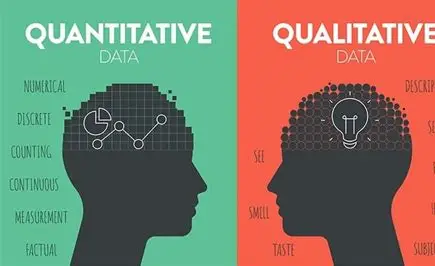 QUANTITATIVE
DATA
NUMERICAL
DISCRETE
COUNTING
CONTINUOUS
MEASUREMENT
FACTUAL
QUALITATIVE
DATA
SEE
SMELL
TASTE